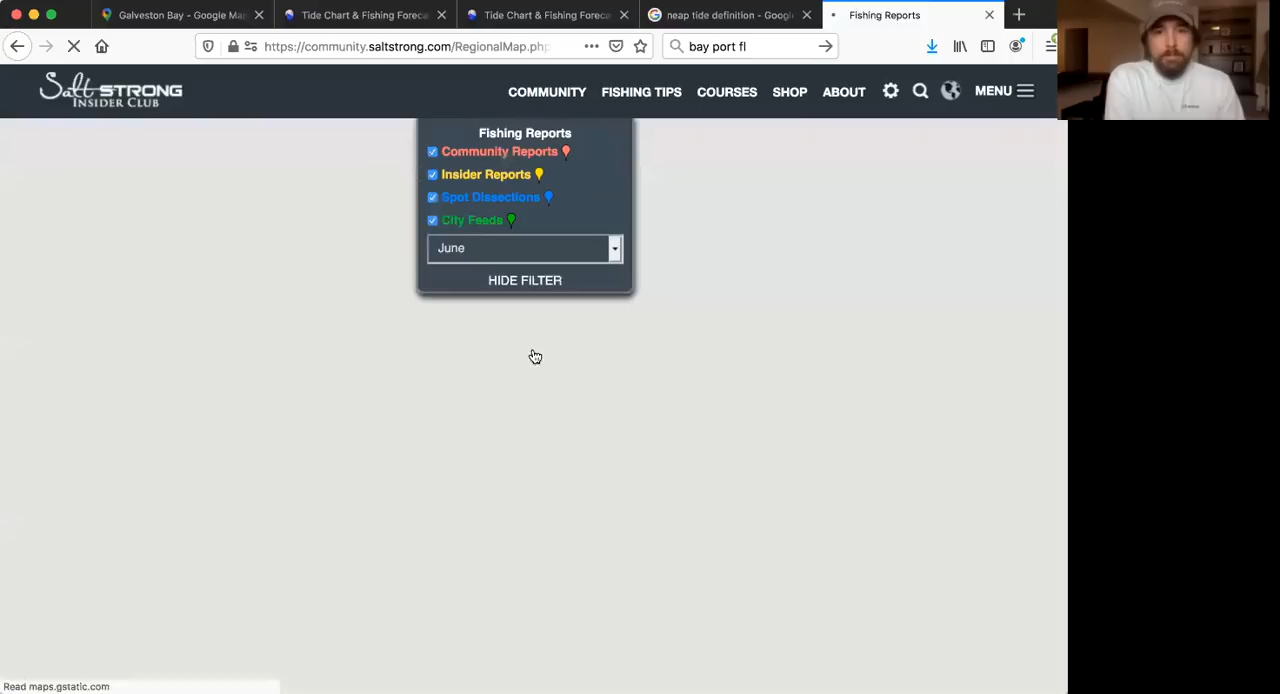 Galveston Bay - Google Ma
Tide Chart & Fishing Foreca
Tide Chart & Fishing Foreca
neap tide definition - Googl
Fishing Reports
https://community.saltstrong.com/RegionalMap.php
bay port fl
Salt STRONG
INSIDER CLUB
COMMUNITY FISHING TIPS COURSES SHOP ABOUT MENU
Fishing Reports
Community Reports
Insider Reports
Spot Dissections
City Feeds
June
HIDE FILTER
Read maps.gstatic.com